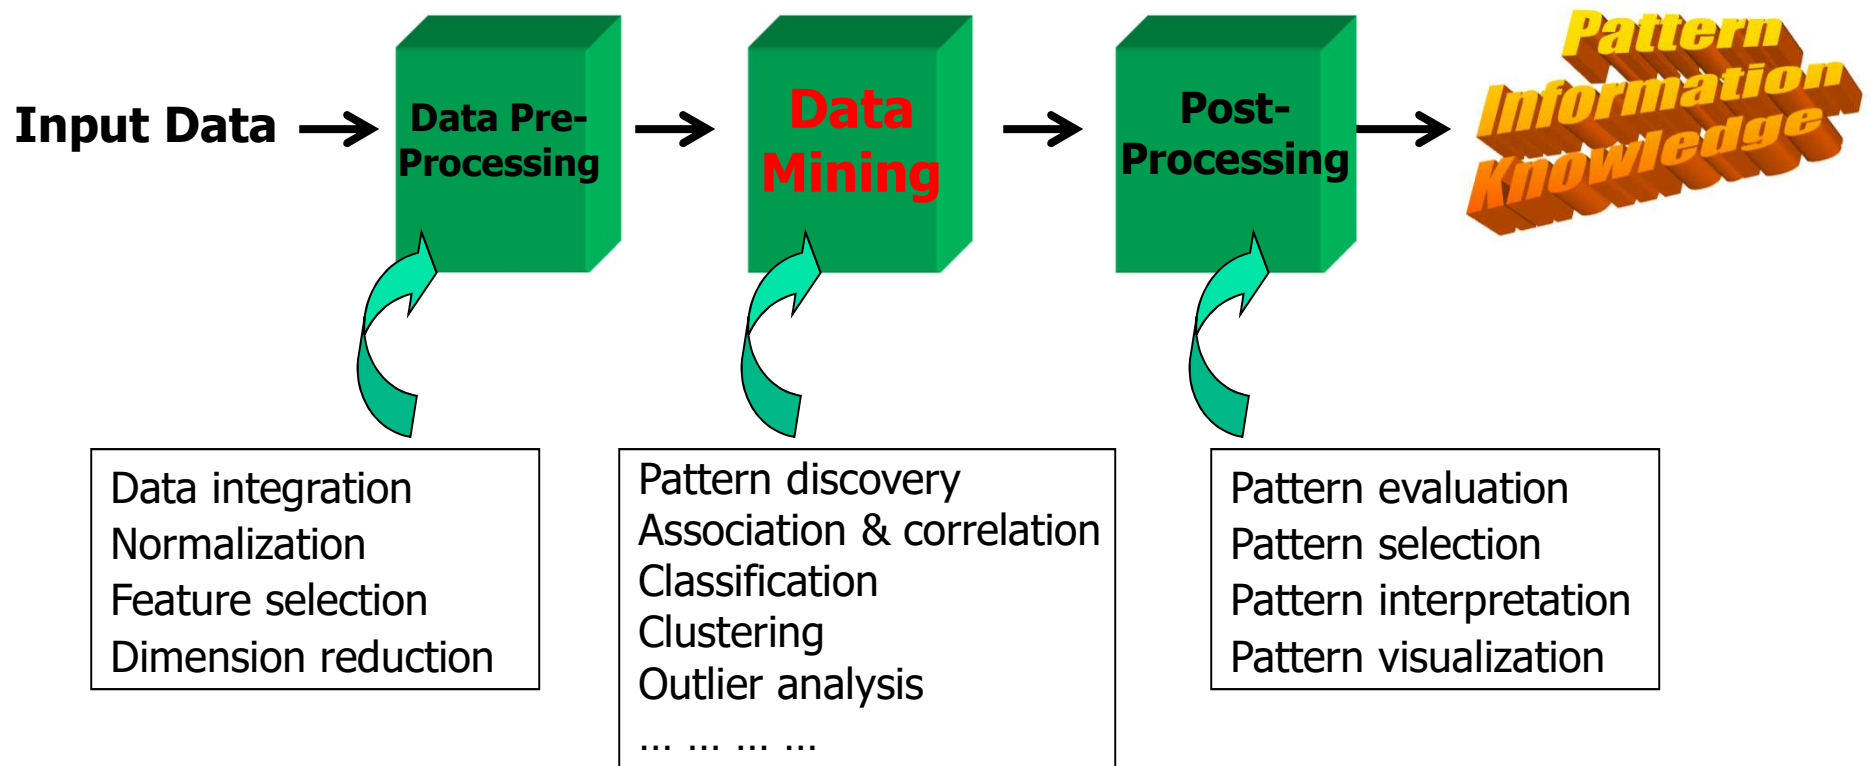 Input Data
Data Pre-
Processing
Data
Mining
Post-
Processing
Pattern
Information
Knowledge
Data integration
Normalization
Feature selection
Dimension reduction
Pattern discovery
Association & correlation
Classification
Clustering
Outlier analysis
… … … …
Pattern evaluation
Pattern selection
Pattern interpretation
Pattern visualization